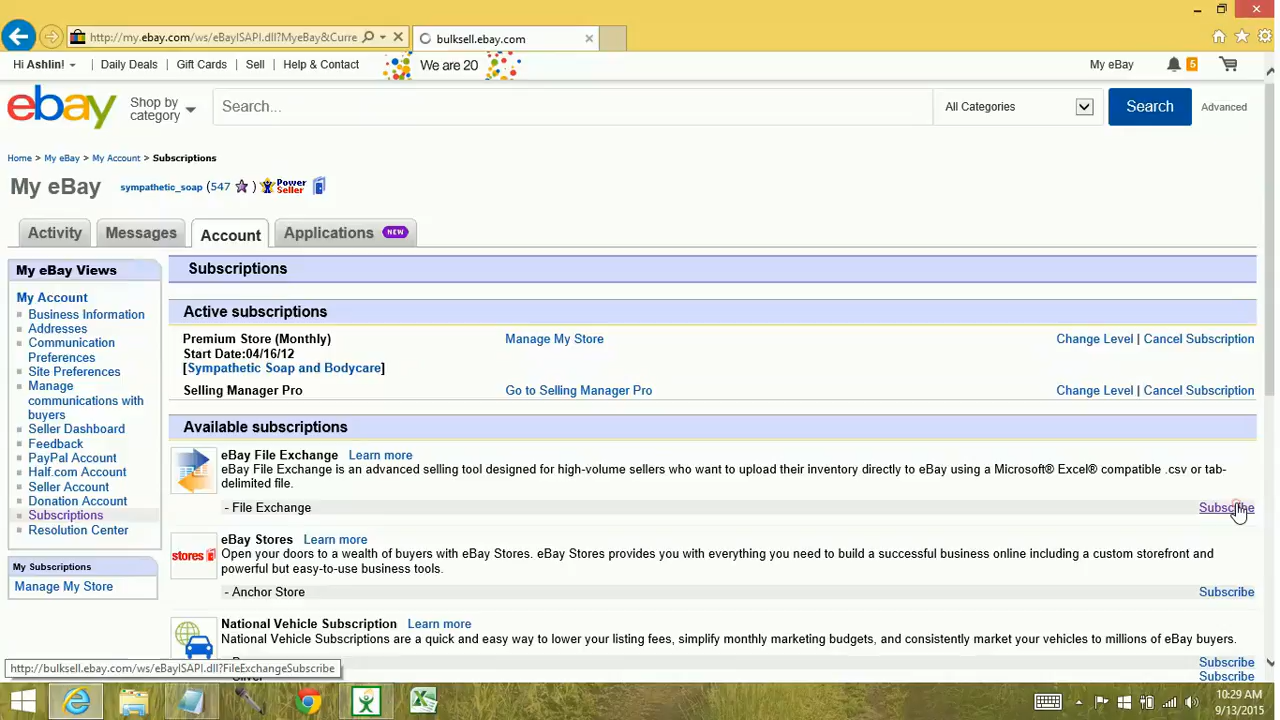 http://my.ebay.com/ws/eBayISAPI.dll?MyeBay&Curre
bulksell.ebay.com
Hi Ashlin!
Daily Deals
Gift Cards
Sell
Help & Contact
We are 20
My eBay
5
ebay
Shop by category
Search...
All Categories
Search
Advanced
Home > My eBay > My Account > Subscriptions
My eBay
sympathetic_soap (547 ) Power Seller
Activity
Messages
Account
Applications NEW
My eBay Views
My Account
Business Information
Addresses
Communication
Preferences
Site Preferences
Manage
communications with
buyers
Seller Dashboard
Feedback
PayPal Account
Half.com Account
Seller Account
Donation Account
Subscriptions
Resolution Center
My Subscriptions
Manage My Store
Subscriptions
Active subscriptions
Premium Store (Monthly) Manage My Store Change Level | Cancel Subscription
Start Date:04/16/12
[Sympathetic Soap and Bodycare]
Selling Manager Pro Go to Selling Manager Pro Change Level | Cancel Subscription
Available subscriptions
eBay File Exchange Learn more
eBay File Exchange is an advanced selling tool designed for high-volume sellers who want to upload their inventory directly to eBay using a Microsoft® Excel® compatible .csv or tab-
delimited file.
- File Exchange Subscribe
stores
eBay Stores Learn more
Open your doors to a wealth of buyers with eBay Stores. eBay Stores provides you with everything you need to build a successful business online including a custom storefront and
powerful but easy-to-use business tools.
- Anchor Store Subscribe
National Vehicle Subscription Learn more
National Vehicle Subscriptions are a quick and easy way to lower your listing fees, simplify monthly marketing budgets, and consistently market your vehicles to millions of eBay buyers.
Subscribe
Silver Subscribe
http://bulksell.ebay.com/ws/eBayISAPI.dll?FileExchangeSubscribe
10:29 AM
9/13/2015